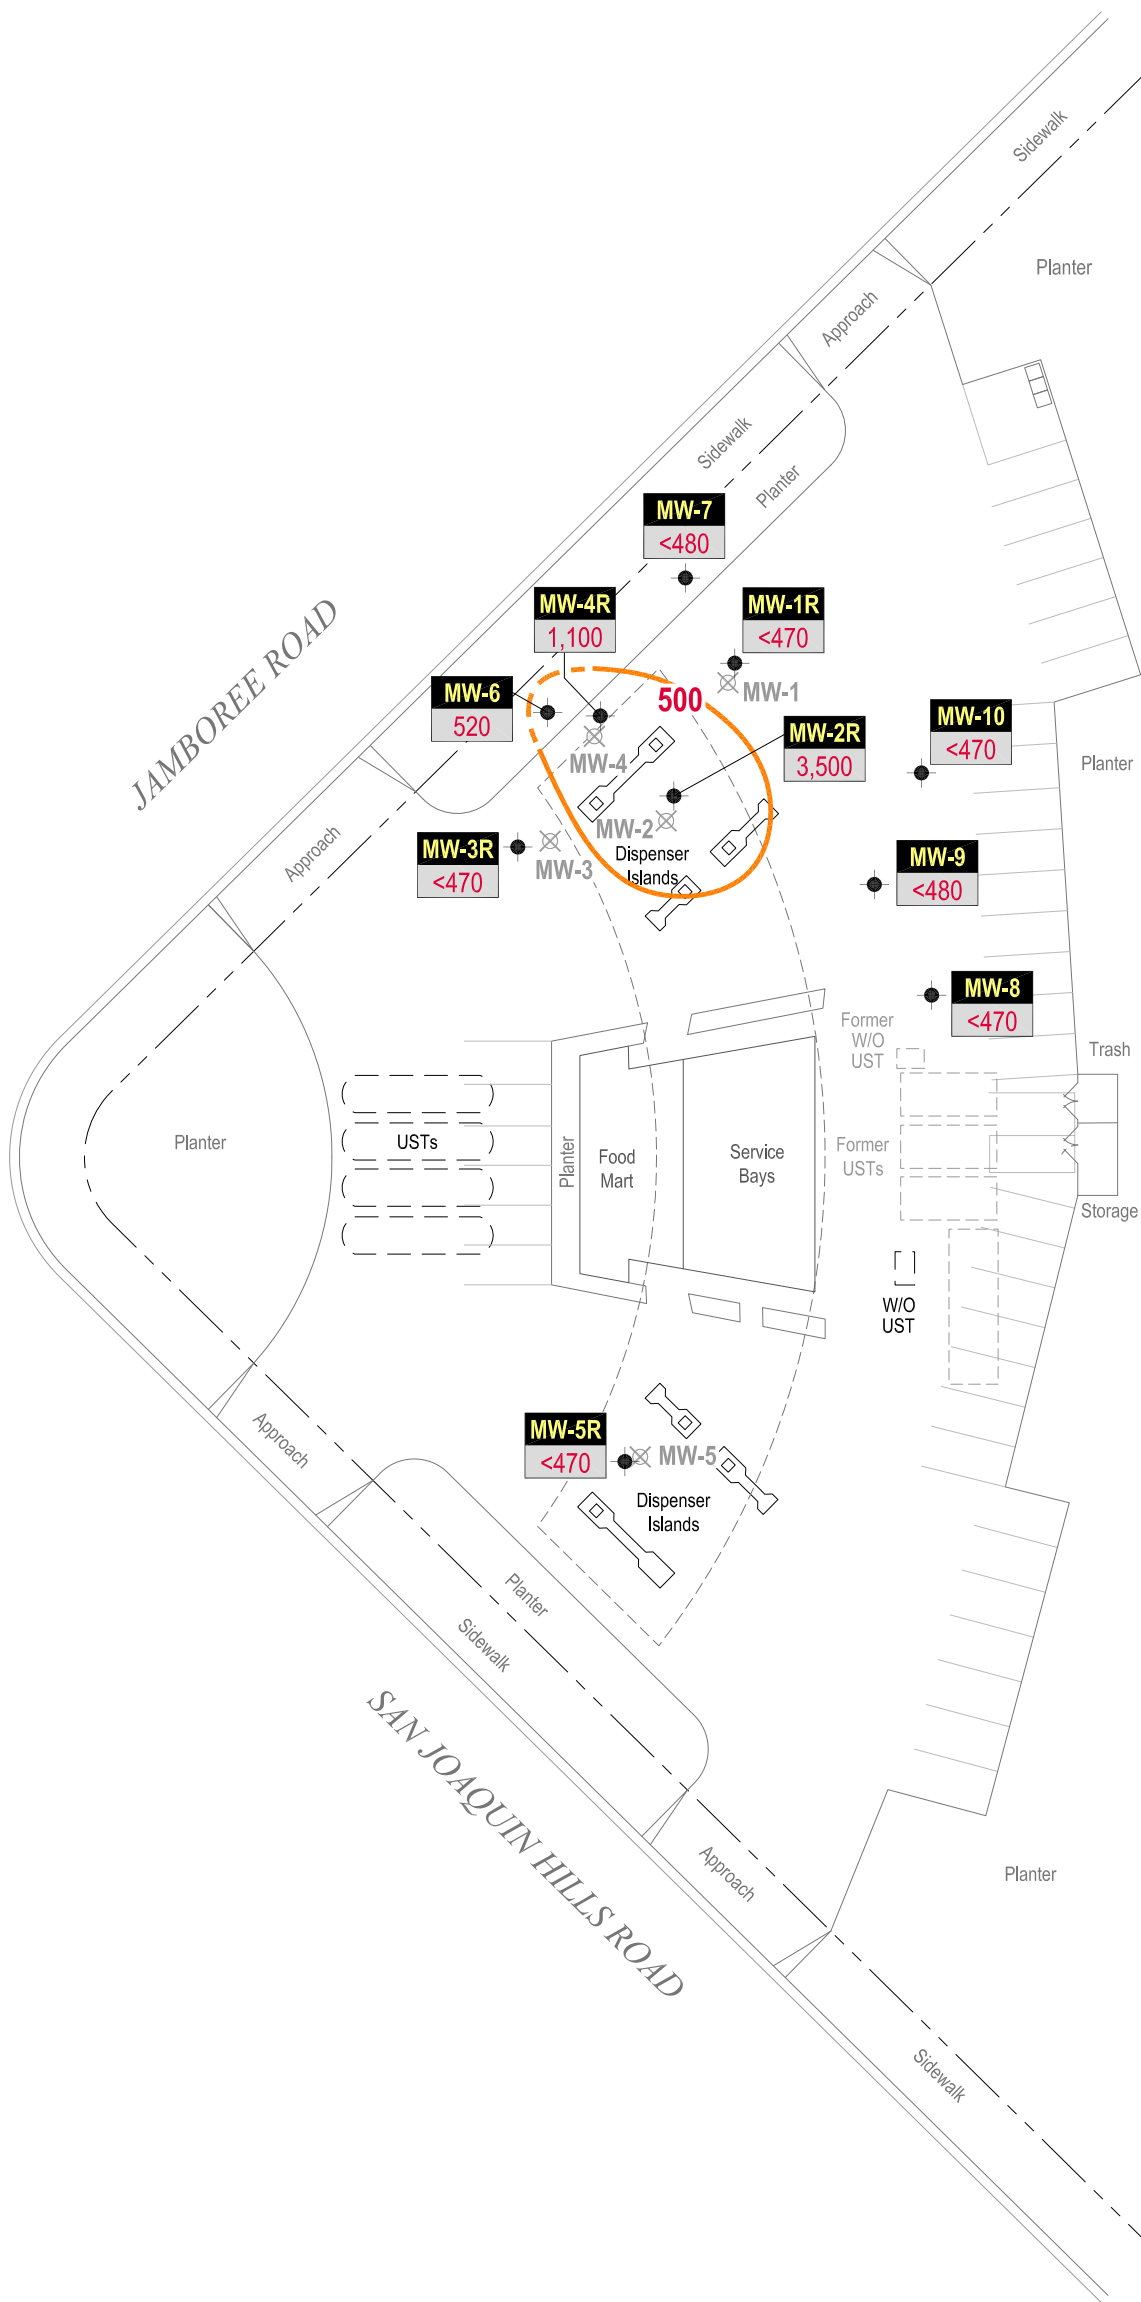 Sidewalk
Planter
Approach
Sidewalk
Planter
MW-7
<480
JAMBOREE ROAD
MW-4R
1,100
MW-1R
<470
MW-6
520
500
MW-1
MW-10
<470
MW-2R
3,500
MW-4
Planter
MW-2
MW-3R
<470
MW-3
Dispenser
Islands
Approach
MW-9
<480
MW-8
<470
Former
W/O
UST
Trash
Planter
USTs
Planter
Food
Mart
Service
Bays
Former
USTs
Storage
W/O
UST
Approach
MW-5R
<470
MW-5
Dispenser
Islands
Planter
Sidewalk
SAN JOAQUIN HILLS ROAD
Approach
Planter
Sidewalk